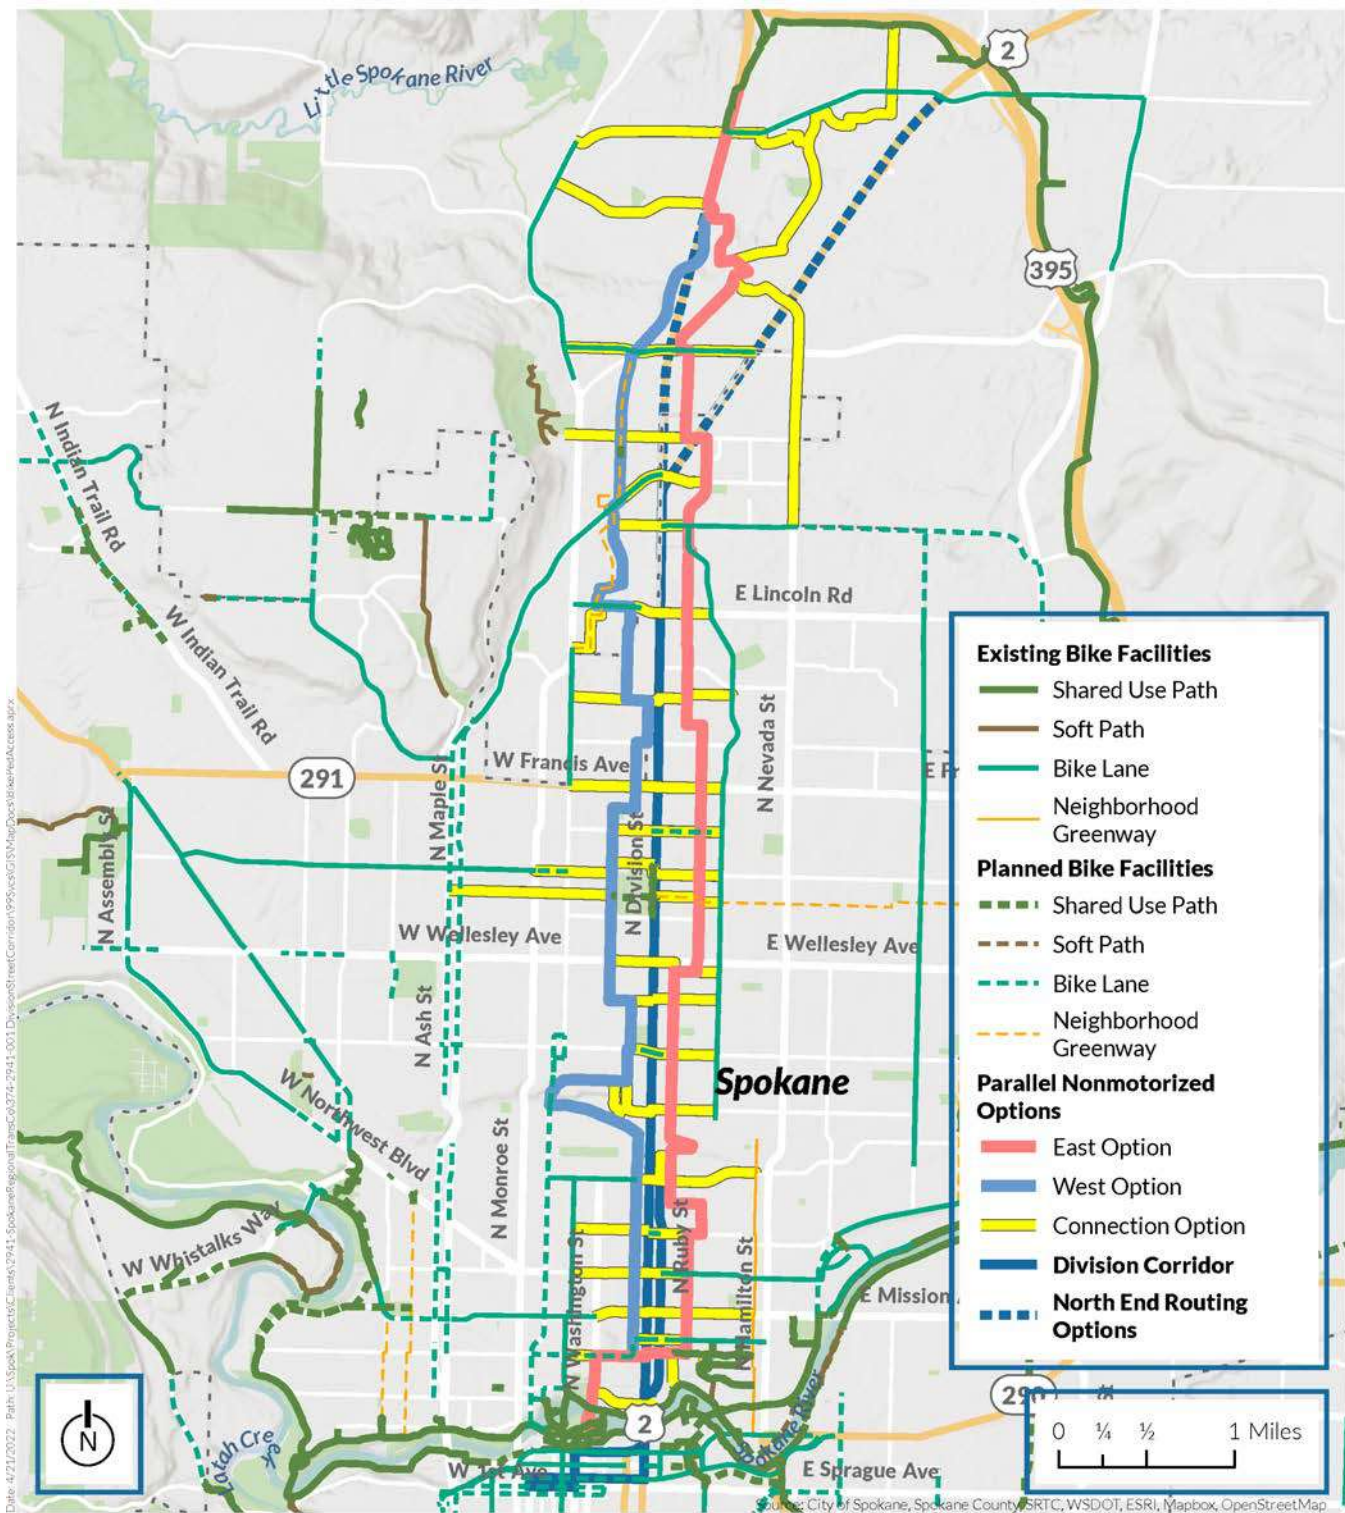 Little Spokane River
2
395
N Indian Trail Rd
W Indian Trail Rd
E Lincoln Rd
291
W Francis Ave
E Fr
N Maple St
N Nevada St
N Division St
N Assembly St
W Wellesley Ave
E Wellesley Ave
N Ash St
Spokane
W Northwest Blvd
N Monroe St
W Whistalks Way
N Washington St
N Ruby St
N Hamilton St
E Mission A
290
2
Latah Creek
Spokane River
W 1st Ave
E Sprague Ave
Existing Bike Facilities
Shared Use Path
Soft Path
Bike Lane
Neighborhood
Greenway
Planned Bike Facilities
Shared Use Path
Soft Path
Bike Lane
Neighborhood
Greenway
Parallel Nonmotorized
Options
East Option
West Option
Connection Option
Division Corridor
North End Routing
Options
N
0 ¼ ½ 1 Miles
Source: City of Spokane, Spokane County, SRTC, WSDOT, ESRI, Mapbox, OpenStreetMap